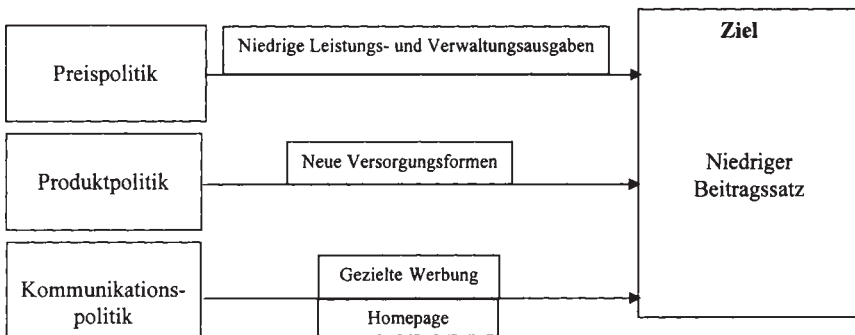 Ziel
Niedrige Leistungs- und Verwaltungsausgaben
Preispolitik
Neue Versorgungsformen
Produktpolitik
Niedriger
Beitragssatz
Gezielte Werbung
Kommunikations-
politik
Homepage